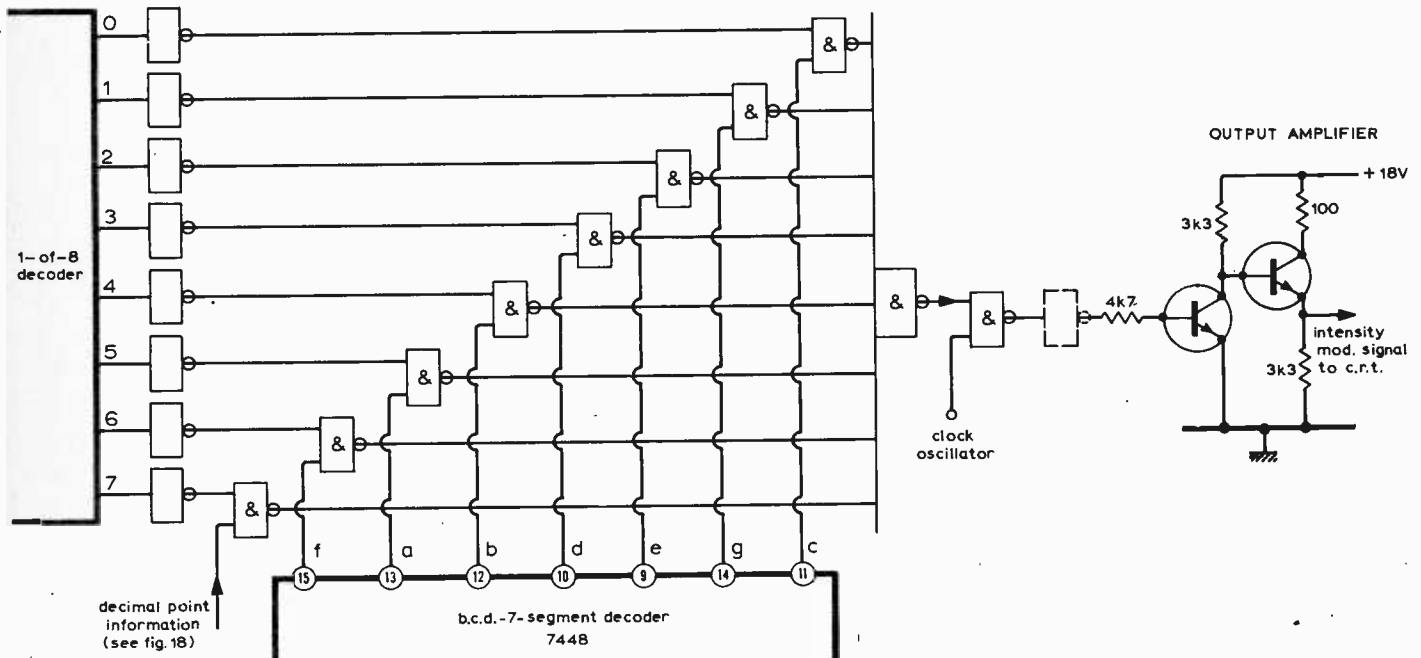 0
1
2
3
4
5
6
7
1-of-8
decoder
&
&
&
&
&
&
&
&
&
&
OUTPUT AMPLIFIER
+ 18V
3k3
100
4k7
3k3
intensity
mod. signal
to c.r.t.
clock
oscillator
f
a
b
d
e
g
c
15
13
12
10
9
14
11
decimal point
information
(see fig. 18)
b.c.d.-7-segment decoder
7448